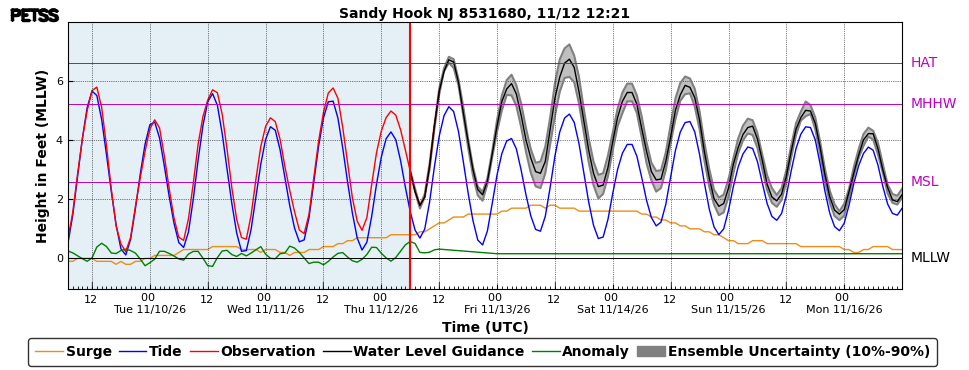 PETSS
Sandy Hook NJ 8531680, 11/12 12:21
Height in Feet (MLLW)
6
4
2
0
HAT
MHHW
MSL
MLLW
12 00 12 00 12 00 12 00 12 00 12 00 12 00
Tue 11/10/26 Wed 11/11/26 Thu 11/12/26 Fri 11/13/26 Sat 11/14/26 Sun 11/15/26 Mon 11/16/26
Time (UTC)
Surge Tide Observation Water Level Guidance Anomaly Ensemble Uncertainty (10%-90%)